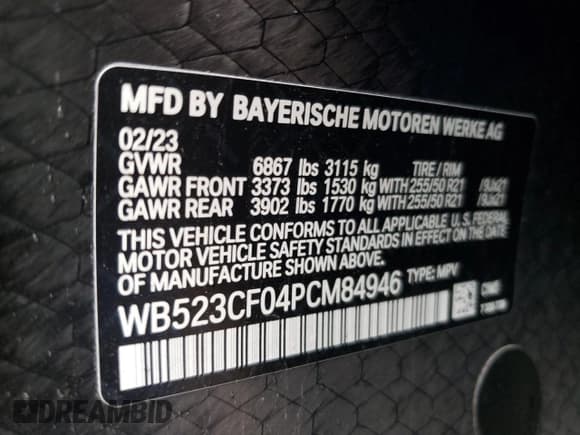 MFD BY BAYERISCHE MOTOREN WERKE AG
02/23
GVWR 6867 lbs 3115 kg TIRE / RIM
GAWR FRONT 3373 lbs 1530 kg WITH 255/50 R21 / 9Jx21
GAWR REAR 3902 lbs 1770 kg WITH 255/50 R21 / 9Jx21
THIS VEHICLE CONFORMS TO ALL APPLICABLE U.S. FEDERAL
MOTOR VEHICLE SAFETY STANDARDS IN EFFECT ON THE DATE
OF MANUFACTURE SHOWN ABOVE.
WB523CF04PCM84946 TYPE: MPV
DREAMBID